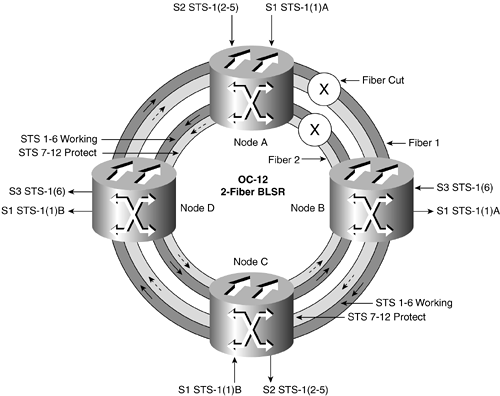 S2 STS-1(2-5)
S1 STS-1(1)A
X
Fiber Cut
Node A
X
Fiber 1
STS 1-6 Working
STS 7-12 Protect
Fiber 2
OC-12
2-Fiber BLSR
S3 STS-1(6)
S1 STS-1(1)B
Node D
Node B
S3 STS-1(6)
S1 STS-1(1)A
Node C
STS 1-6 Working
STS 7-12 Protect
S1 STS-1(1)B
S2 STS-1(2-5)